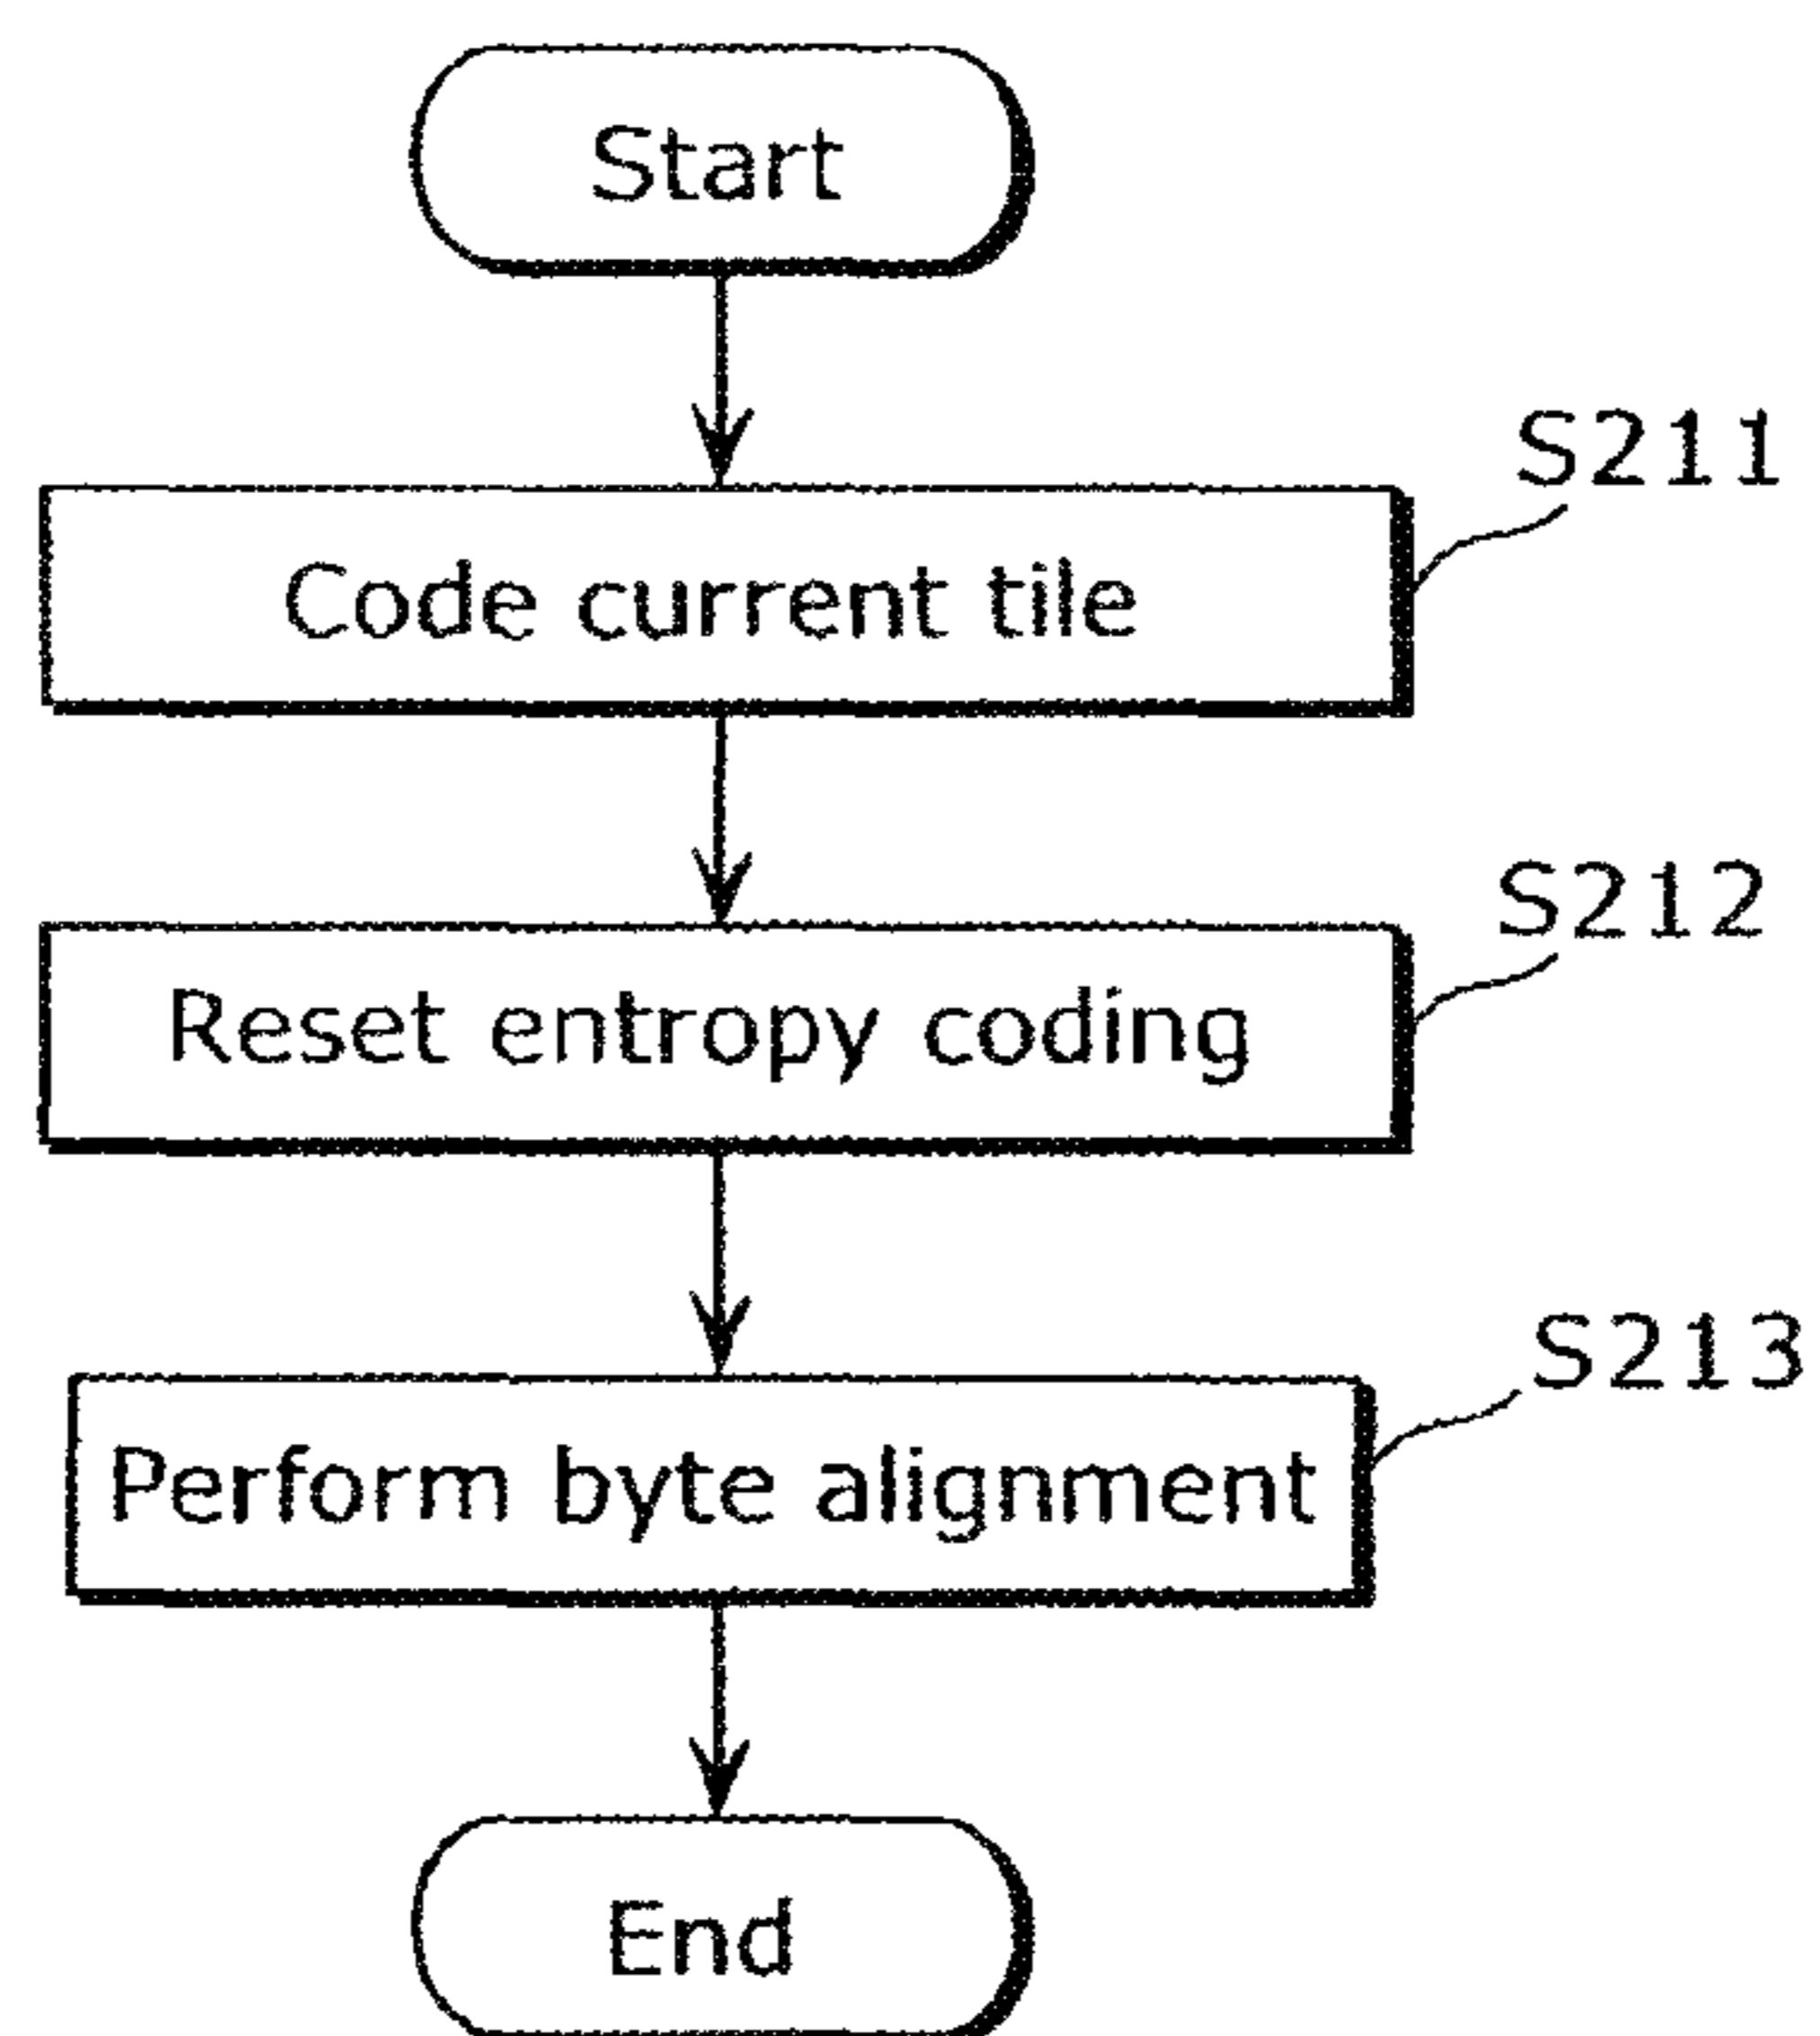 Start
S211
Code current tile
S212
Reset entropy coding
S213
Perform byte alignment
End